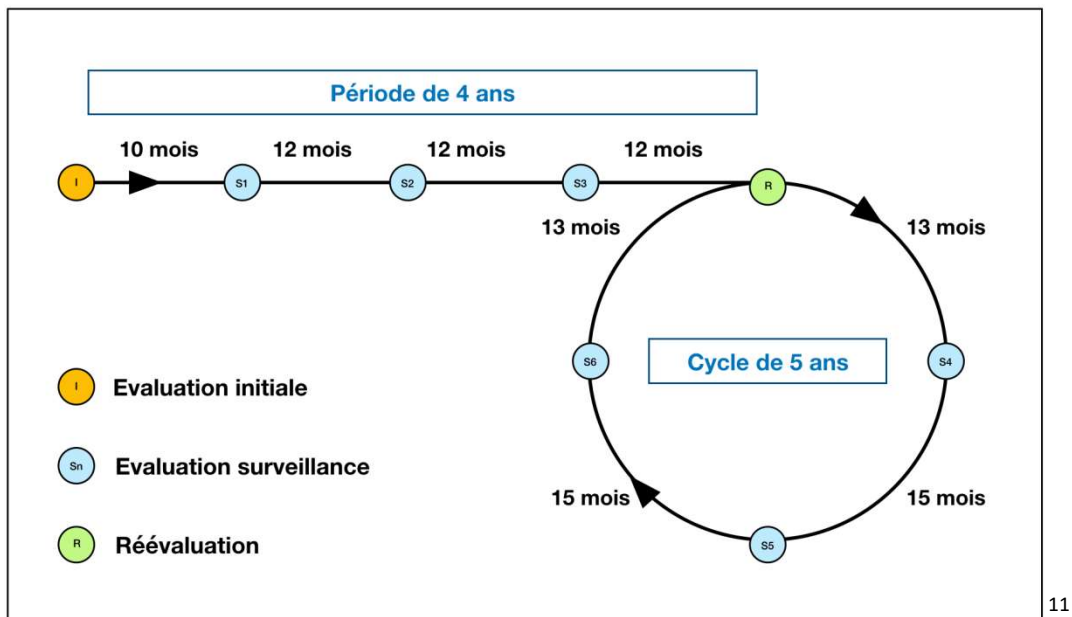 Période de 4 ans
10 mois
12 mois
12 mois
12 mois
I
S1
S2
S3
R
13 mois
13 mois
S6
Cycle de 5 ans
S4
I
Evaluation initiale
Sn
Evaluation surveillance
15 mois
15 mois
R
Réévaluation
S5
11